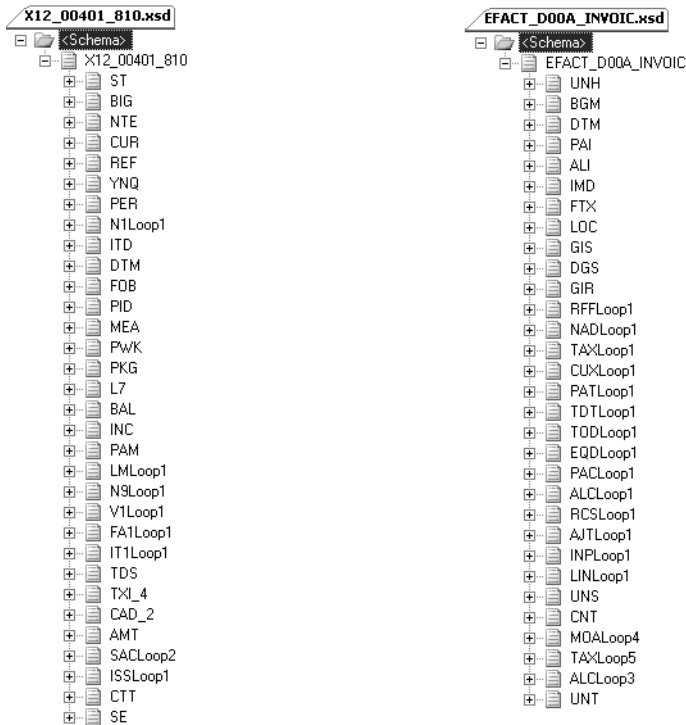 X12_00401_810.xsd
<Schema>
X12_00401_810
ST
BIG
NTE
CUR
REF
YNQ
PER
N1Loop1
ITD
DTM
FOB
PID
MEA
PWK
PKG
L7
BAL
INC
PAM
LMLoop1
N9Loop1
V1Loop1
FA1Loop1
IT1Loop1
TDS
TXI_4
CAD_2
AMT
SACLoop2
ISSLoop1
CTT
SE
EFACT_D00A_INVOIC.xsd
<Schema>
EFACT_D00A_INVOIC
UNH
BGM
DTM
PAI
ALI
IMD
FTX
LOC
GIS
DGS
GIR
RFFLoop1
NADLoop1
TAXLoop1
CUXLoop1
PATLoop1
TDTLoop1
TODLoop1
EQDLoop1
PACLoop1
ALCLoop1
RCSLoop1
AJTLoop1
INPLoop1
LINLoop1
UNS
CNT
MOALoop4
TAXLoop5
ALCLoop3
UNT